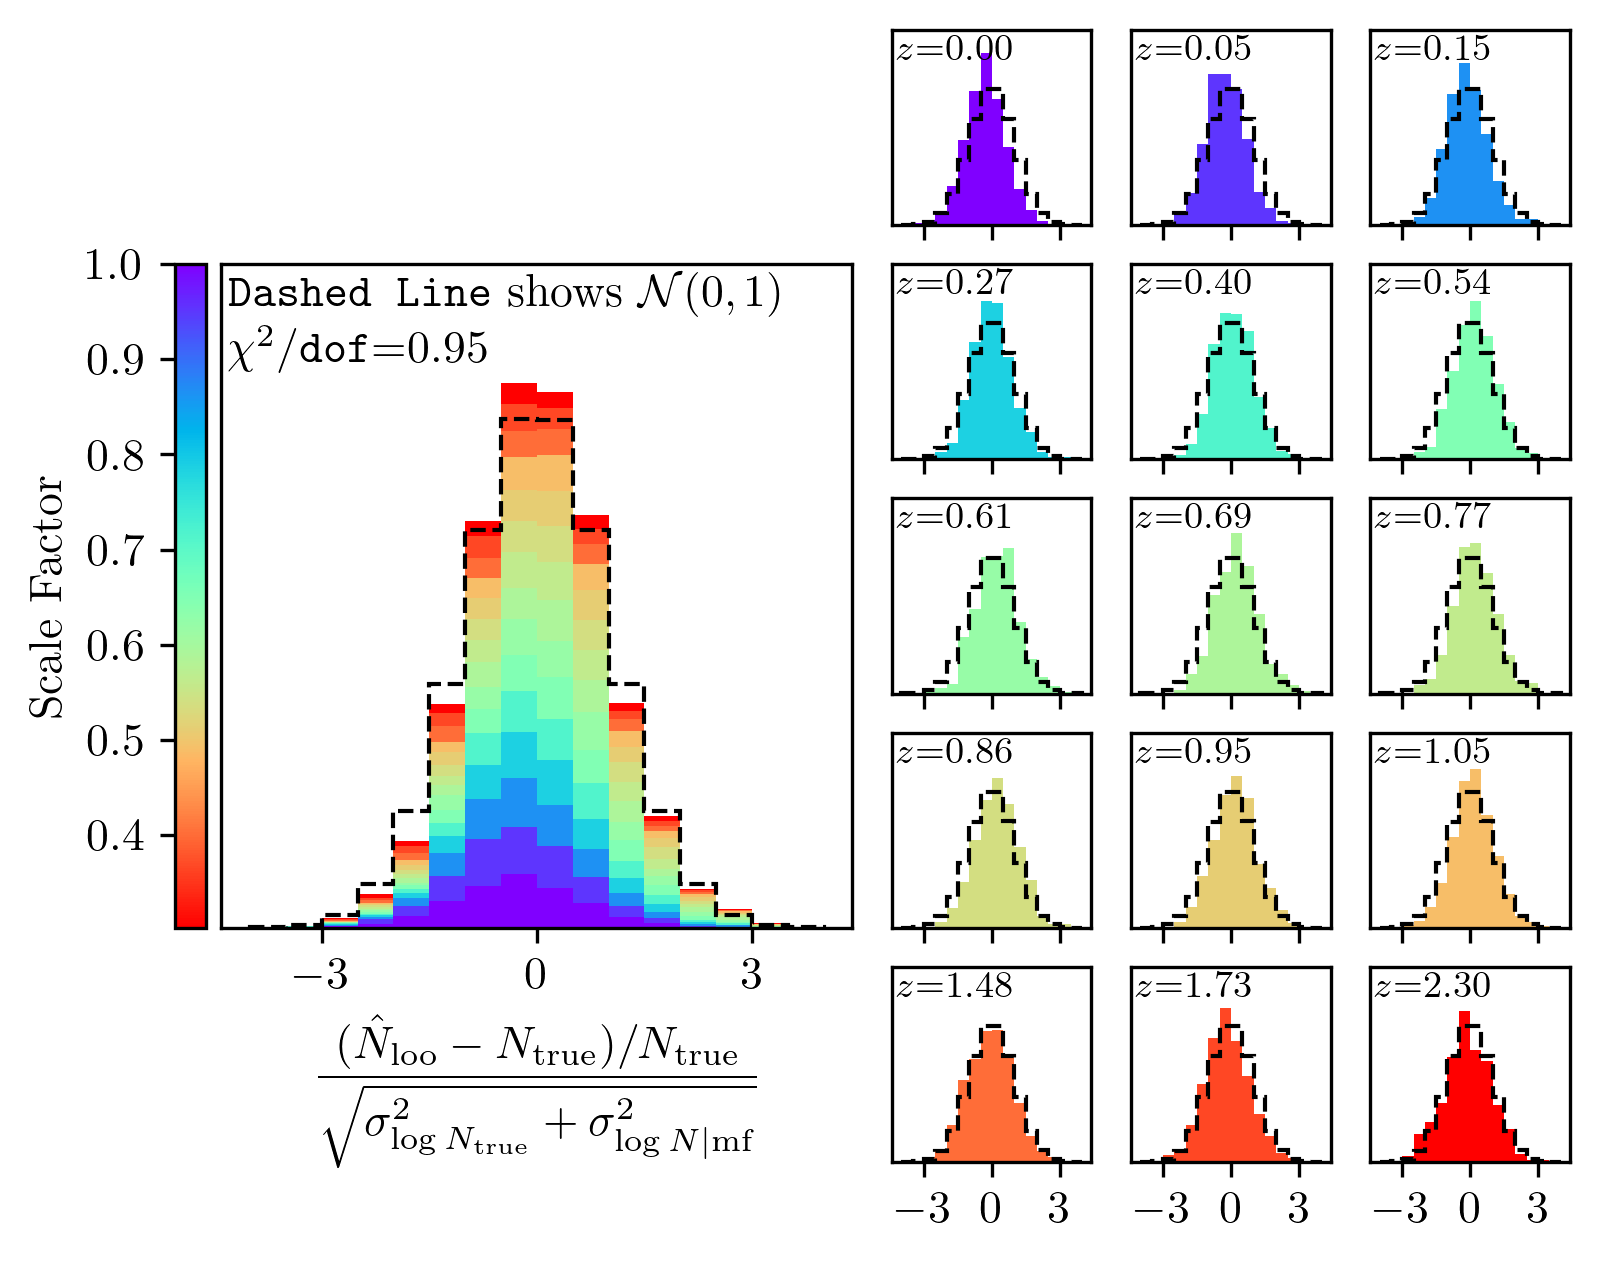 Dashed Line shows 𝒩(0, 1)
χ²/dof=0.95
Scale Factor
1.0
0.9
0.8
0.7
0.6
0.5
0.4
−3 0 3
(N̂_loo − N_true)/N_true
√(σ²_log N_true + σ²_log N|mf)
z=0.00 z=0.05 z=0.15
z=0.27 z=0.40 z=0.54
z=0.61 z=0.69 z=0.77
z=0.86 z=0.95 z=1.05
z=1.48 z=1.73 z=2.30
−3 0 3 −3 0 3 −3 0 3